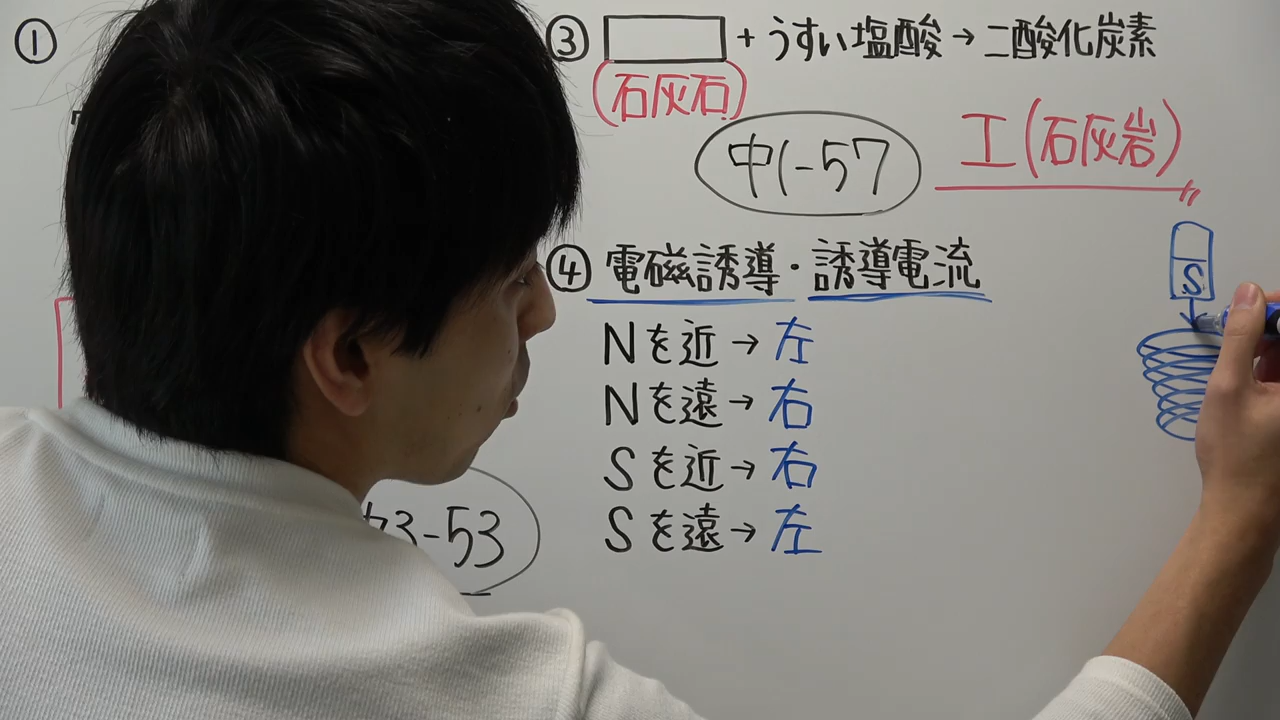 ①
③ + うすい塩酸→二酸化炭素
(石灰石)
中1-57
エ(石灰岩)
④ 電磁誘導・誘導電流
Nを近→左
Nを遠→右
Sを近→右
Sを遠→左
S
3-53